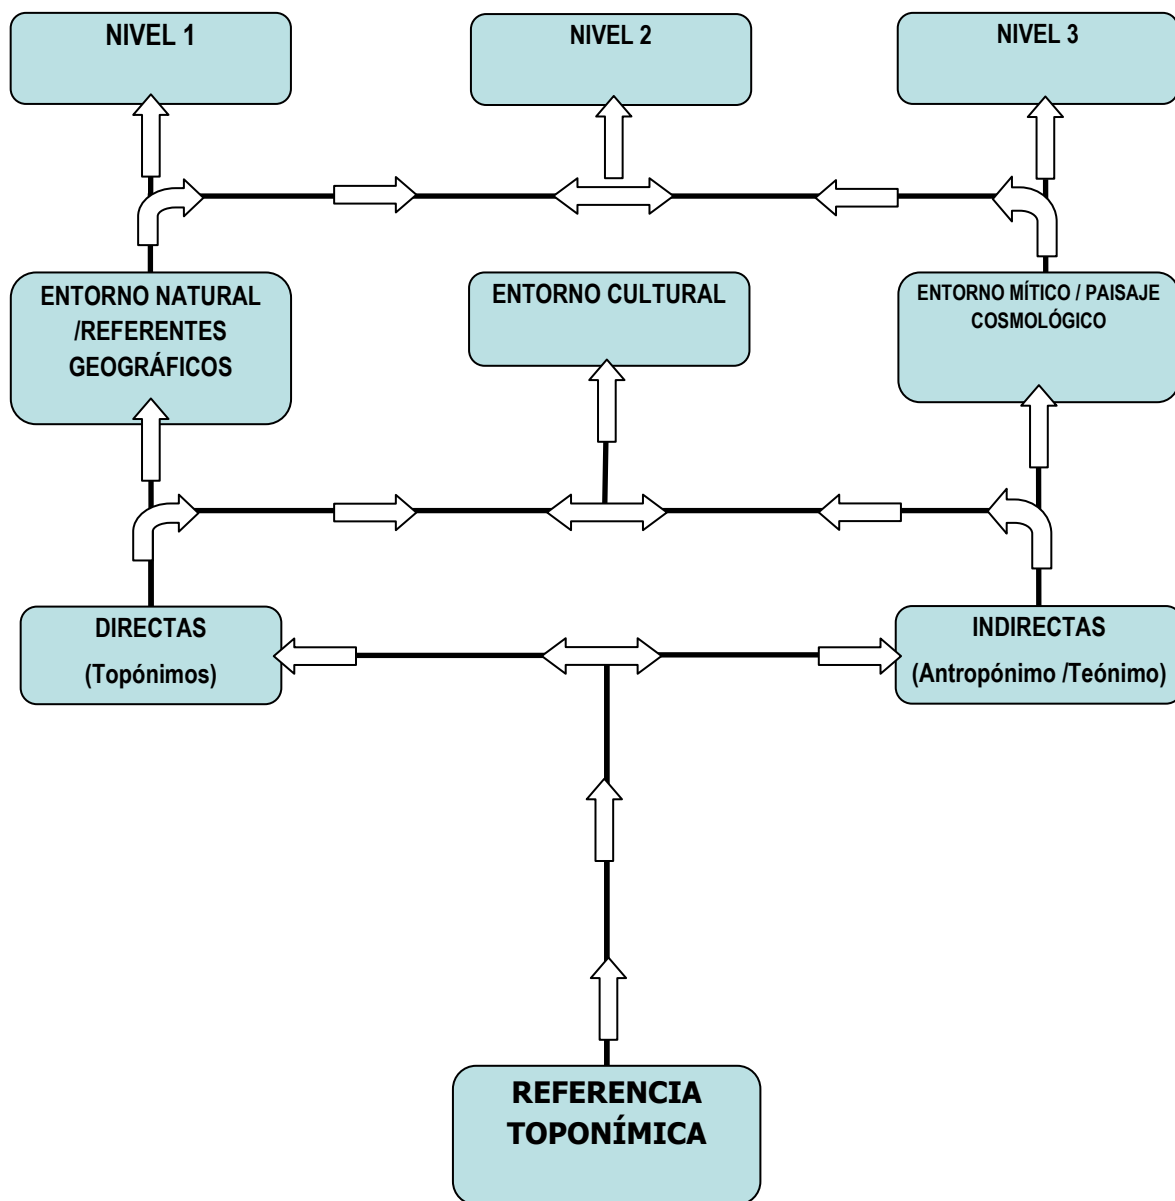 NIVEL 1
NIVEL 2
NIVEL 3
ENTORNO NATURAL
/REFERENTES
GEOGRÁFICOS
ENTORNO CULTURAL
ENTORNO MÍTICO / PAISAJE
COSMOLÓGICO
DIRECTAS
(Topónimos)
INDIRECTAS
(Antropónimo /Teónimo)
REFERENCIA
TOPONÍMICA